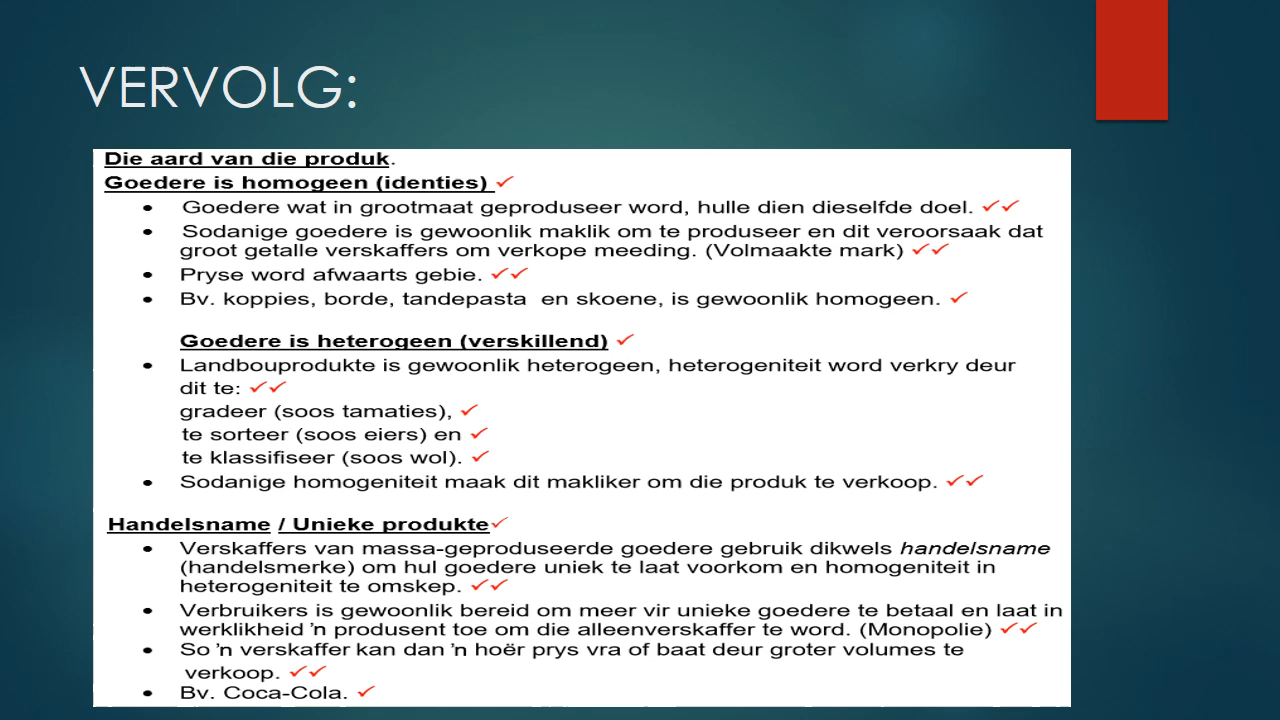 VERVOLG:
Die aard van die produk.
Goedere is homogeen (identies) ✓
• Goedere wat in grootmaat geproduseer word, hulle dien dieselfde doel. ✓✓
• Sodanige goedere is gewoonlik maklik om te produseer en dit veroorsaak dat
groot getalle verskaffers om verkope meeding. (Volmaakte mark) ✓✓
• Pryse word afwaarts gebie. ✓✓
• Bv. koppies, borde, tandepasta en skoene, is gewoonlik homogeen. ✓
Goedere is heterogeen (verskillend) ✓
• Landbouprodukte is gewoonlik heterogeen, heterogeniteit word verkry deur
dit te: ✓✓
gradeer (soos tamaties), ✓
te sorteer (soos eiers) en ✓
te klassifiseer (soos wol). ✓
• Sodanige homogeniteit maak dit makliker om die produk te verkoop. ✓✓
Handelsname / Unieke produkte ✓
• Verskaffers van massa-geproduseerde goedere gebruik dikwels handelsname
(handelsmerke) om hul goedere uniek te laat voorkom en homogeniteit in
heterogeniteit te omskep. ✓✓
• Verbruikers is gewoonlik bereid om meer vir unieke goedere te betaal en laat in
werklikheid 'n produsent toe om die alleenverskaffer te word. (Monopolie) ✓✓
• So 'n verskaffer kan dan 'n hoër prys vra of baat deur groter volumes te
verkoop. ✓✓
• Bv. Coca-Cola. ✓